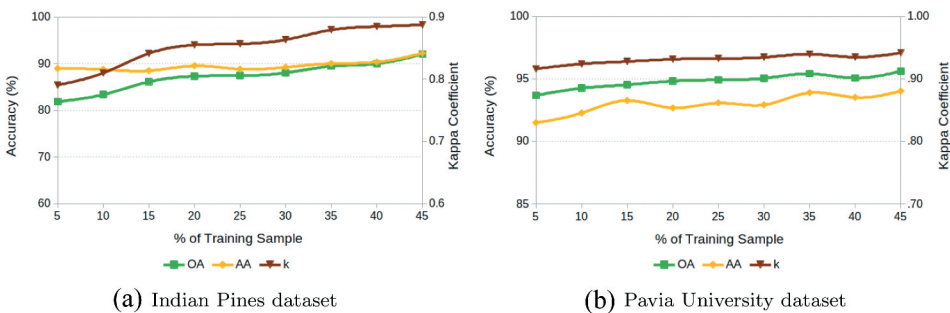 100
90
80
70
60
Accuracy (%)
0.9
0.8
0.7
0.6
Kappa Coefficient
5 10 15 20 25 30 35 40 45
% of Training Sample
OA AA k
(a) Indian Pines dataset
100
95
90
85
Accuracy (%)
1.00
.90
.80
.70
Kappa Coefficient
5 10 15 20 25 30 35 40 45
% of Training Sample
OA AA k
(b) Pavia University dataset